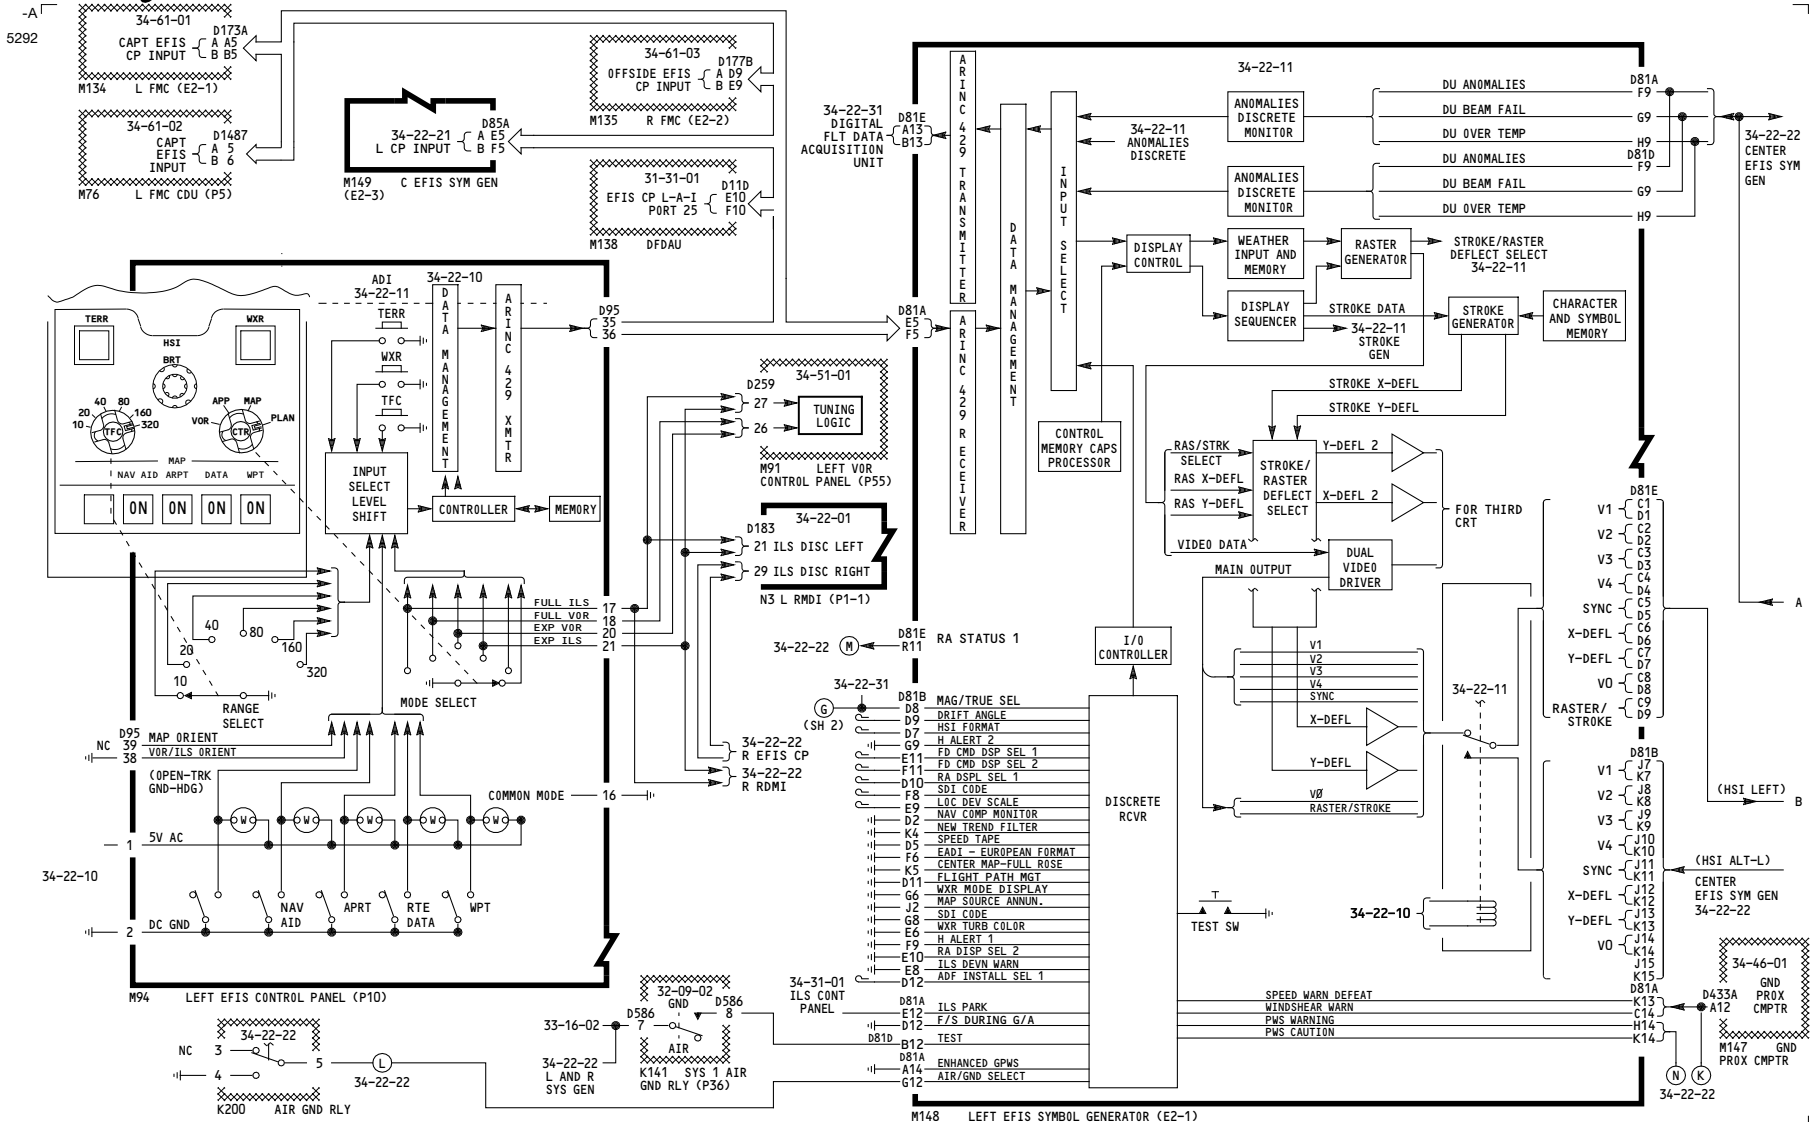 -A
5292
34-61-01
D173A
CAPT EFIS A A5
CP INPUT B B5
M134 L FMC (E2-1)
34-61-02
D1487
CAPT A 5
EFIS B 6
INPUT
M76 L FMC CDU (P5)
D85A
34-22-21 A E5
L CP INPUT B F5
M149 C EFIS SYM GEN
(E2-3)
34-61-03
D177B
OFFSIDE EFIS A D9
CP INPUT B E9
M135 R FMC (E2-2)
31-31-01
D11D
EFIS CP L-A-I E10
PORT 25 F10
M138 DFDAU
ADI
34-22-11
34-22-10
TERR
WXR
HSI
BRT
10
20
40
80
160
320
TFC
VOR
APP
MAP
PLAN
CTR
MAP
NAV AID ARPT DATA WPT
ON ON ON ON
TERR
WXR
TFC
INPUT
SELECT
LEVEL
SHIFT
DATA MANAGEMENT
ARINC 429 XMTR
CONTROLLER
MEMORY
D95
35
36
40
80
20
160
320
10
RANGE
SELECT
MODE SELECT
FULL ILS 17
FULL VOR 18
EXP VOR 20
EXP ILS 21
D95
NC 39 MAP ORIENT
38 VOR/ILS ORIENT
(OPEN-TRK
GND-HDG)
COMMON MODE 16
W W W W W
1 5V AC
34-22-10
NAV
AID
APRT
RTE
DATA
WPT
2 DC GND
M94 LEFT EFIS CONTROL PANEL (P10)
34-22-22
NC 3
4
5
K200 AIR GND RLY
L
34-22-22
33-16-02
34-22-22
L AND R
SYS GEN
32-09-02
GND
D586
7
D586
8
AIR
K141 SYS 1 AIR
GND RLY (P36)
34-51-01
D259
27
26
TUNING
LOGIC
M91 LEFT VOR
CONTROL PANEL (P55)
34-22-01
D183
21 ILS DISC LEFT
29 ILS DISC RIGHT
N3 L RMDI (P1-1)
34-22-22
R EFIS CP
34-22-22
R RDMI
34-22-31
DIGITAL
FLT DATA
ACQUISITION
UNIT
D81E
A13
B13
D81A
E5
F5
ARINC 429 TRANSMITTER
ARINC 429 RECEIVER
DATA MANAGEMENT
INPUT SELECT
34-22-11
34-22-11
ANOMALIES
DISCRETE
ANOMALIES
DISCRETE
MONITOR
ANOMALIES
DISCRETE
MONITOR
D81A
DU ANOMALIES F9
DU BEAM FAIL G9
DU OVER TEMP H9
D81D
DU ANOMALIES F9
DU BEAM FAIL G9
DU OVER TEMP H9
34-22-22
CENTER
EFIS SYM
GEN
DISPLAY
CONTROL
WEATHER
INPUT AND
MEMORY
RASTER
GENERATOR
STROKE/RASTER
DEFLECT SELECT
34-22-11
DISPLAY
SEQUENCER
STROKE DATA
34-22-11
STROKE
GEN
STROKE
GENERATOR
CHARACTER
AND SYMBOL
MEMORY
STROKE X-DEFL
STROKE Y-DEFL
CONTROL
MEMORY CAPS
PROCESSOR
RAS/STRK
SELECT
RAS X-DEFL
RAS Y-DEFL
STROKE/
RASTER
DEFLECT
SELECT
Y-DEFL 2
X-DEFL 2
FOR THIRD
CRT
VIDEO DATA
DUAL
VIDEO
DRIVER
MAIN OUTPUT
V1
V2
V3
V4
SYNC
X-DEFL
Y-DEFL
VØ
RASTER/STROKE
34-22-11
34-22-10
34-22-22 M
D81E
R11
RA STATUS 1
I/O
CONTROLLER
34-22-31
G
(SH 2)
D81B
D8 MAG/TRUE SEL
D9 DRIFT ANGLE
D7 HSI FORMAT
G9 H ALERT 2
E11 FD CMD DSP SEL 1
F11 FD CMD DSP SEL 2
D10 RA DSPL SEL 1
F8 SDI CODE
E9 LOC DEV SCALE
D2 NAV COMP MONITOR
K4 NEW TREND FILTER
D5 SPEED TAPE
F6 EADI - EUROPEAN FORMAT
K5 CENTER MAP-FULL ROSE
D11 FLIGHT PATH MGT
G6 WXR MODE DISPLAY
J2 MAP SOURCE ANNUN.
G8 SDI CODE
E6 WXR TURB COLOR
F9 H ALERT 1
E10 RA DISP SEL 2
E8 ILS DEVN WARN
D12 ADF INSTALL SEL 1
34-31-01
ILS CONT
PANEL
D81A
E12 ILS PARK
D12 F/S DURING G/A
D81D
B12 TEST
D81A
A14 ENHANCED GPWS
G12 AIR/GND SELECT
DISCRETE
RCVR
TEST SW
M148 LEFT EFIS SYMBOL GENERATOR (E2-1)
D81E
V1 C1 D1
V2 C2 D2
V3 C3 D3
V4 C4 D4
SYNC C5 D5
X-DEFL C6 D6
Y-DEFL C7 D7
VO C8 D8
RASTER/ C9
STROKE D9
D81B
V1 J7 K7
V2 J8 K8
V3 J9 K9
V4 J10 K10
SYNC J11 K11
X-DEFL J12 K12
Y-DEFL J13 K13
VO J14 K14
J15
K15
D81A
SPEED WARN DEFEAT K13
WINDSHEAR WARN C14
PWS WARNING H14
PWS CAUTION K14
A
(HSI LEFT) B
(HSI ALT-L)
CENTER
EFIS SYM GEN
34-22-22
34-46-01
D433A
A12
GND
PROX
CMPTR
M147 GND
PROX CMPTR
N K
34-22-22